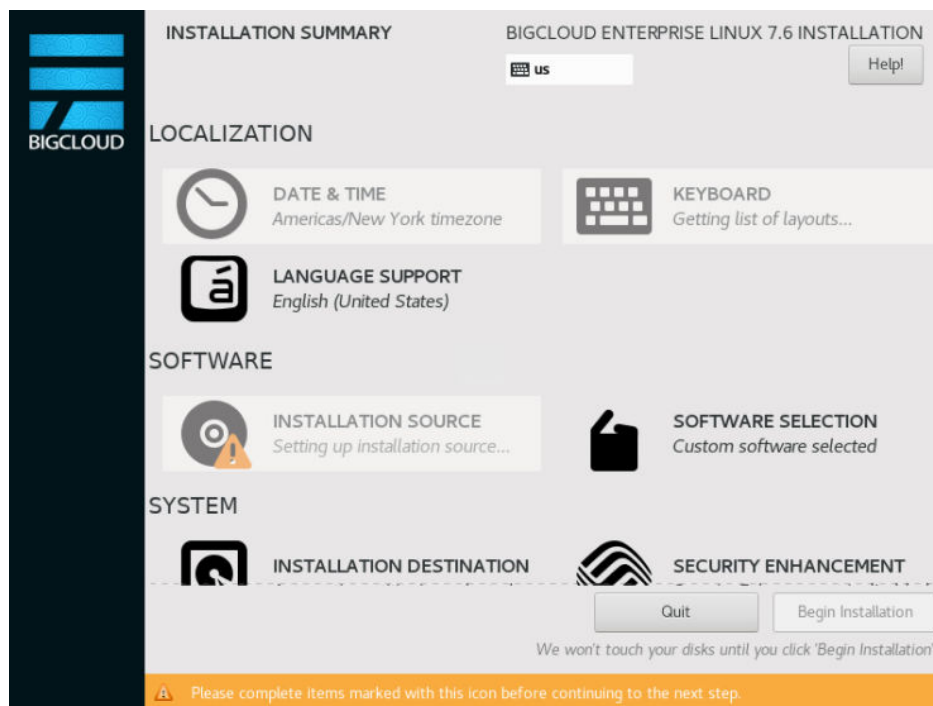 INSTALLATION SUMMARY
BIGCLOUD ENTERPRISE LINUX 7.6 INSTALLATION
us
Help!
BIGCLOUD
LOCALIZATION
DATE & TIME
Americas/New York timezone
KEYBOARD
Getting list of layouts...
á
LANGUAGE SUPPORT
English (United States)
SOFTWARE
INSTALLATION SOURCE
Setting up installation source...
SOFTWARE SELECTION
Custom software selected
SYSTEM
INSTALLATION DESTINATION
SECURITY ENHANCEMENT
Quit
Begin Installation
We won't touch your disks until you click 'Begin Installation'
Please complete items marked with this icon before continuing to the next step.